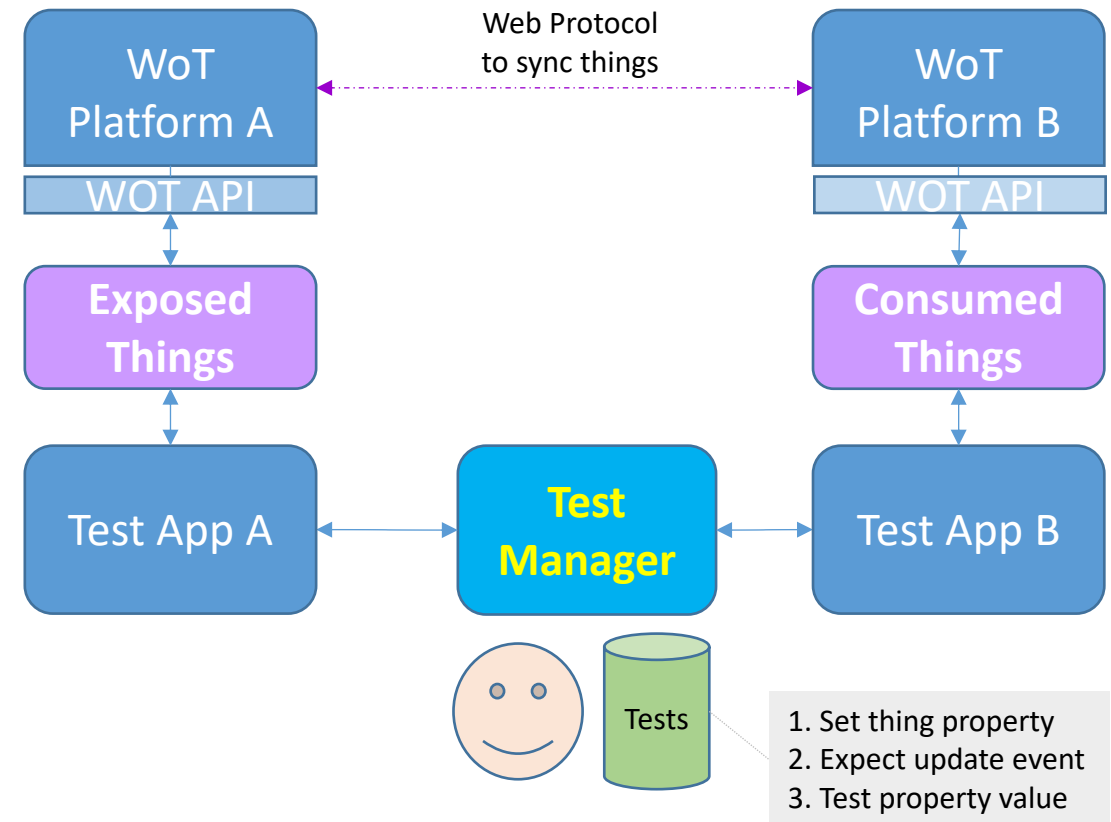 Web Protocol
to sync things
WoT
Platform A
WoT
Platform B
WOT API
WOT API
Exposed
Things
Consumed
Things
Test App A
Test
Manager
Test App B
Tests
1. Set thing property
2. Expect update event
3. Test property value